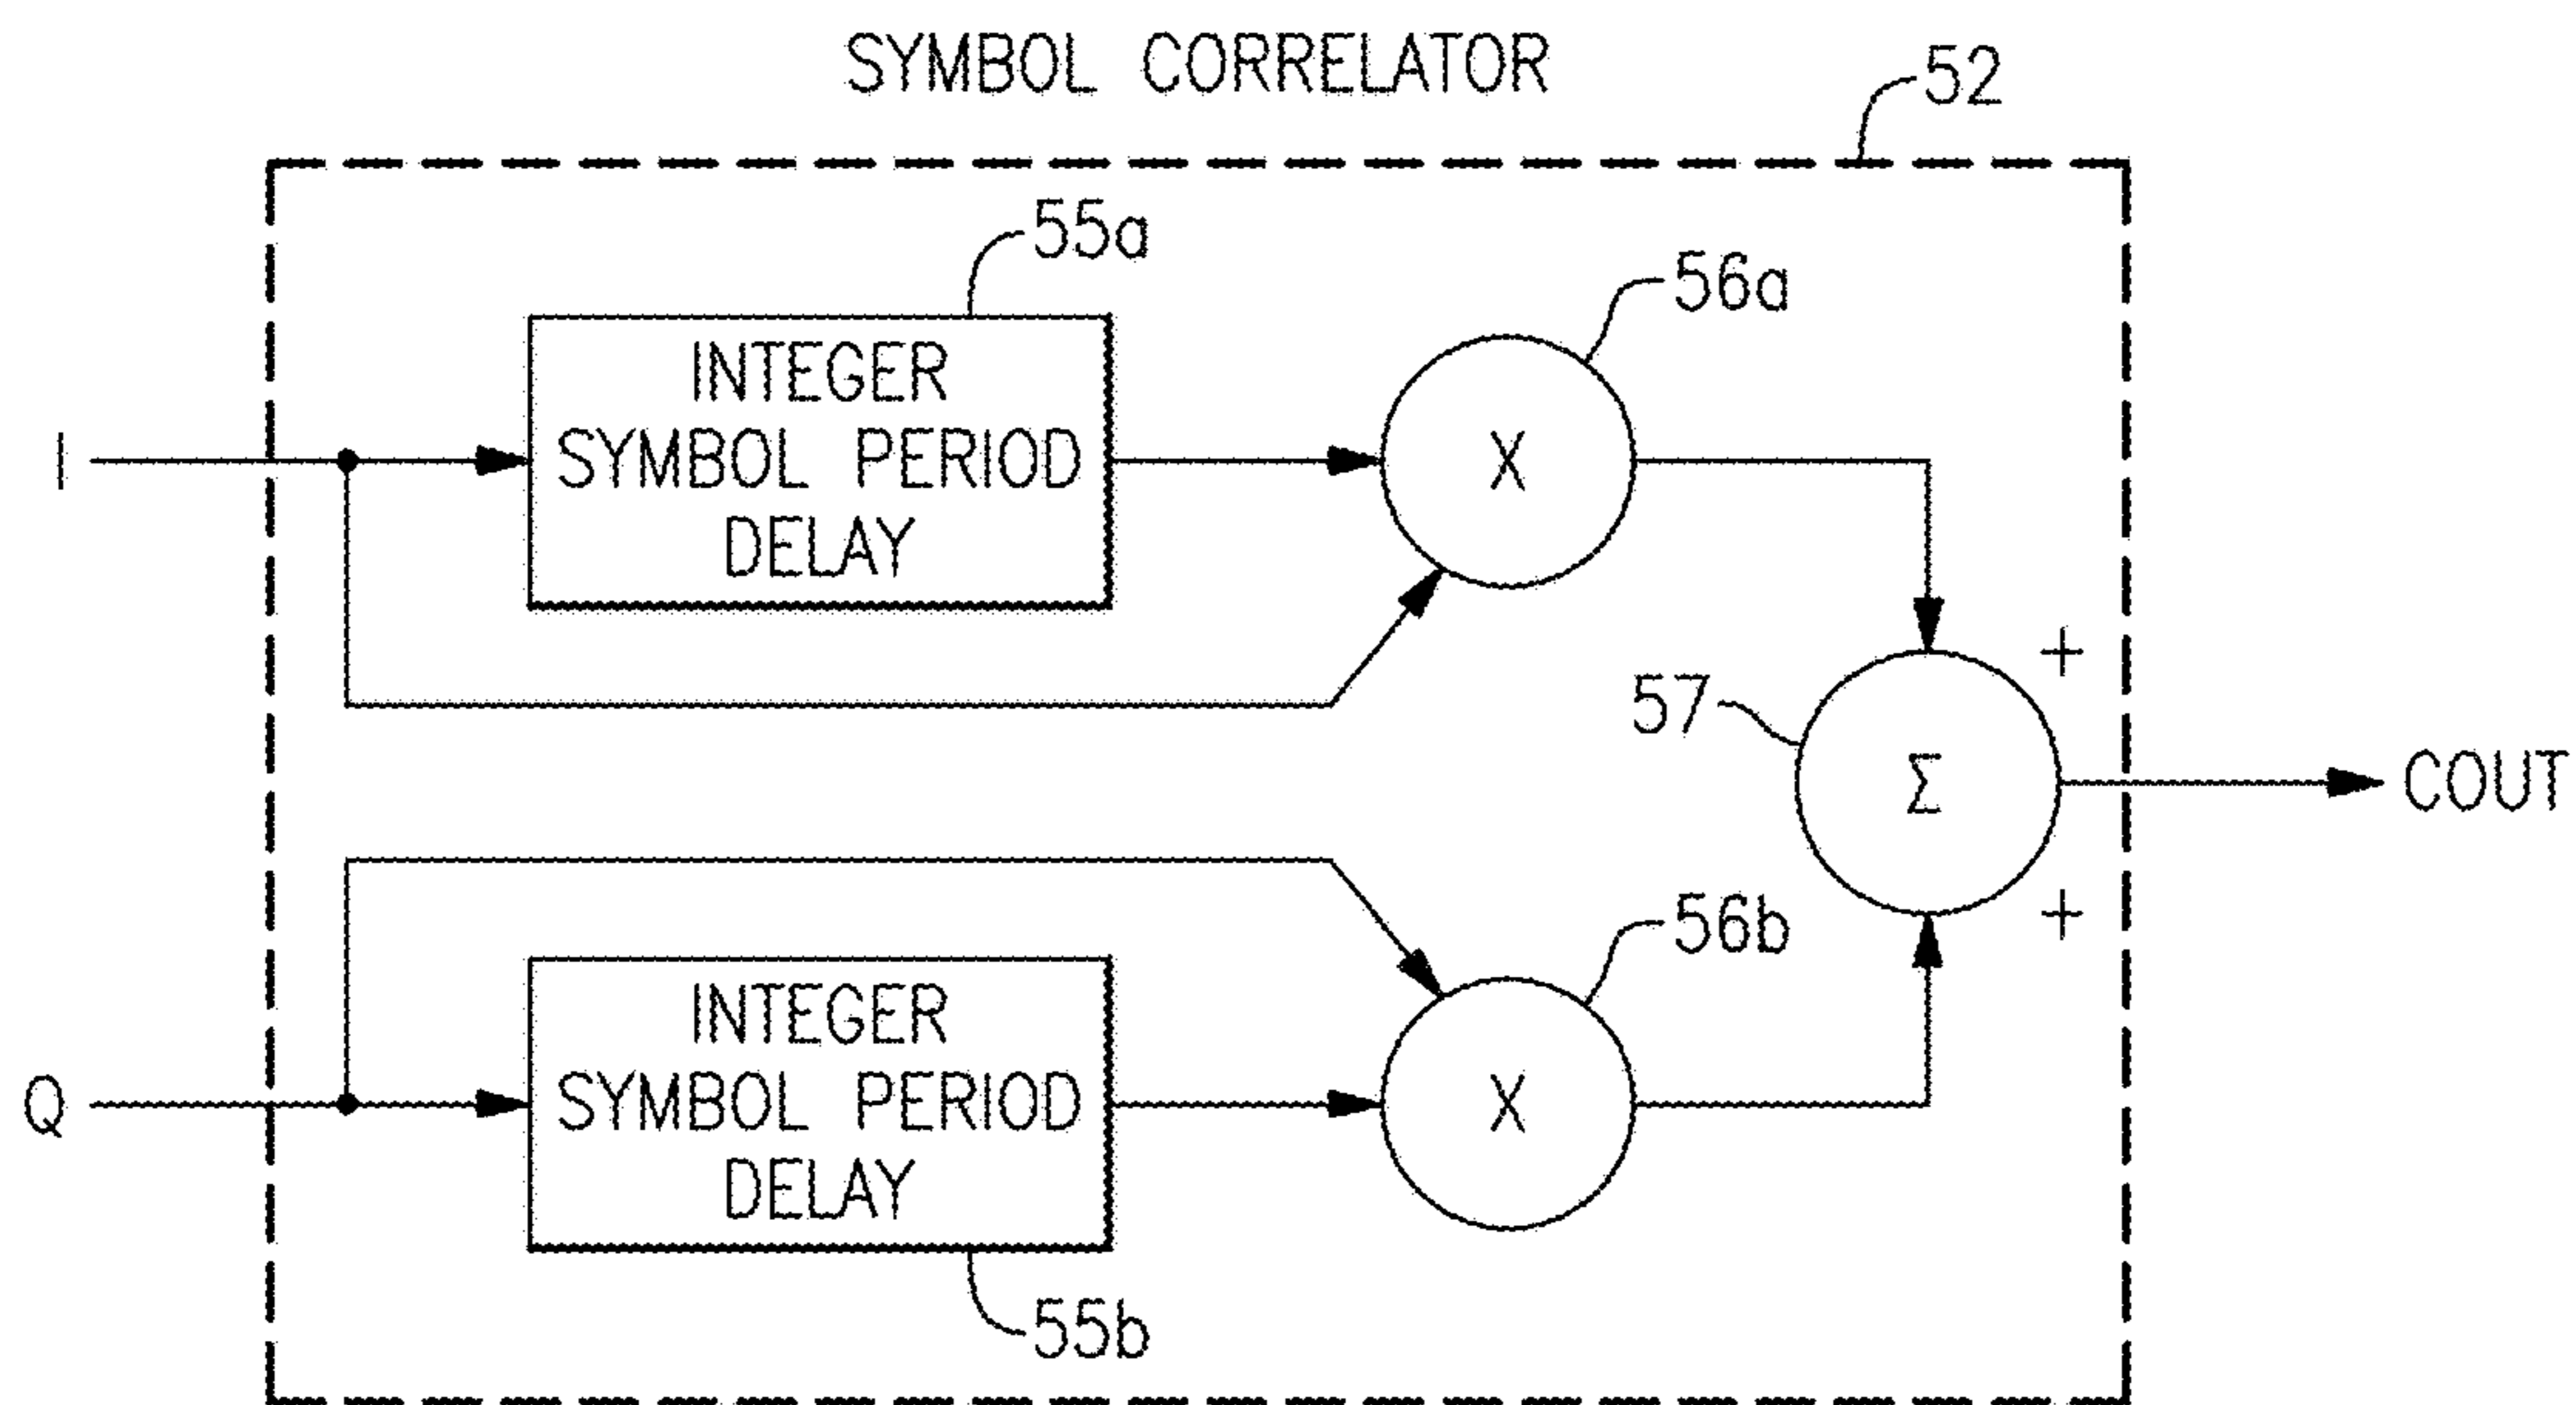 SYMBOL CORRELATOR
52
55a
56a
INTEGER
SYMBOL PERIOD
DELAY
I
X
57
+
Σ
COUT
+
56b
INTEGER
SYMBOL PERIOD
DELAY
Q
X
55b